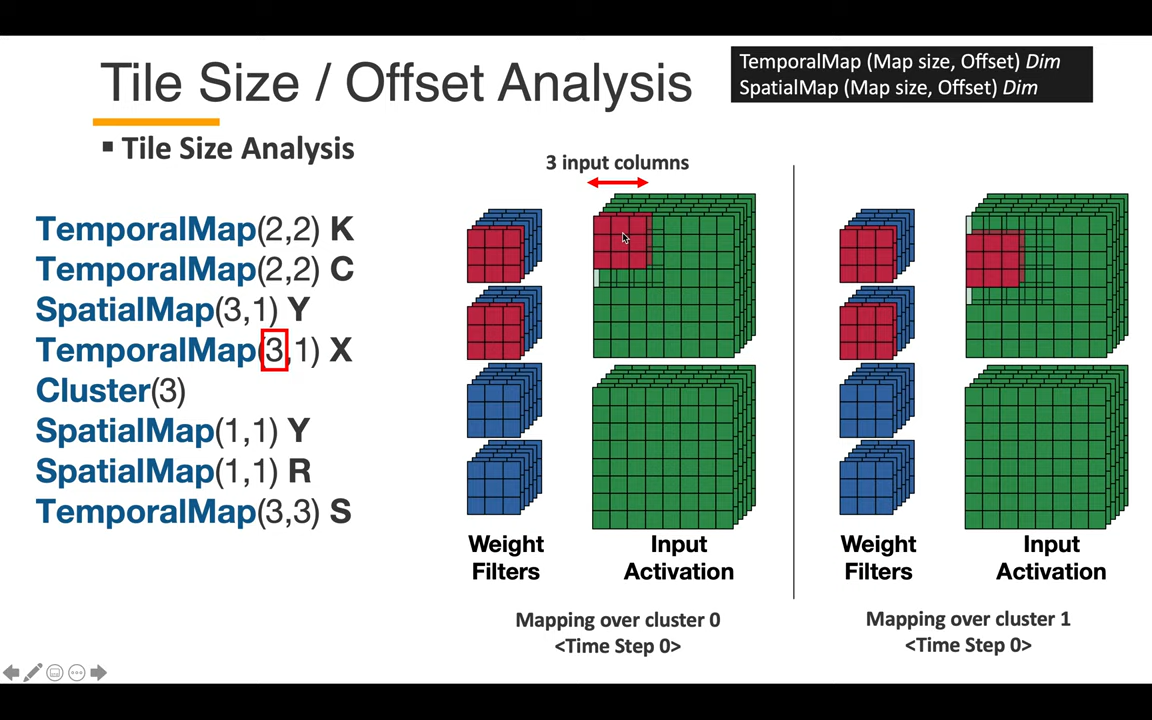 Tile Size / Offset Analysis
TemporalMap (Map size, Offset) Dim
SpatialMap (Map size, Offset) Dim
▪ Tile Size Analysis
TemporalMap(2,2) K
TemporalMap(2,2) C
SpatialMap(3,1) Y
TemporalMap(3,1) X
Cluster(3)
SpatialMap(1,1) Y
SpatialMap(1,1) R
TemporalMap(3,3) S
3 input columns
Weight
Filters
Input
Activation
Mapping over cluster 0
<Time Step 0>
Weight
Filters
Input
Activation
Mapping over cluster 1
<Time Step 0>